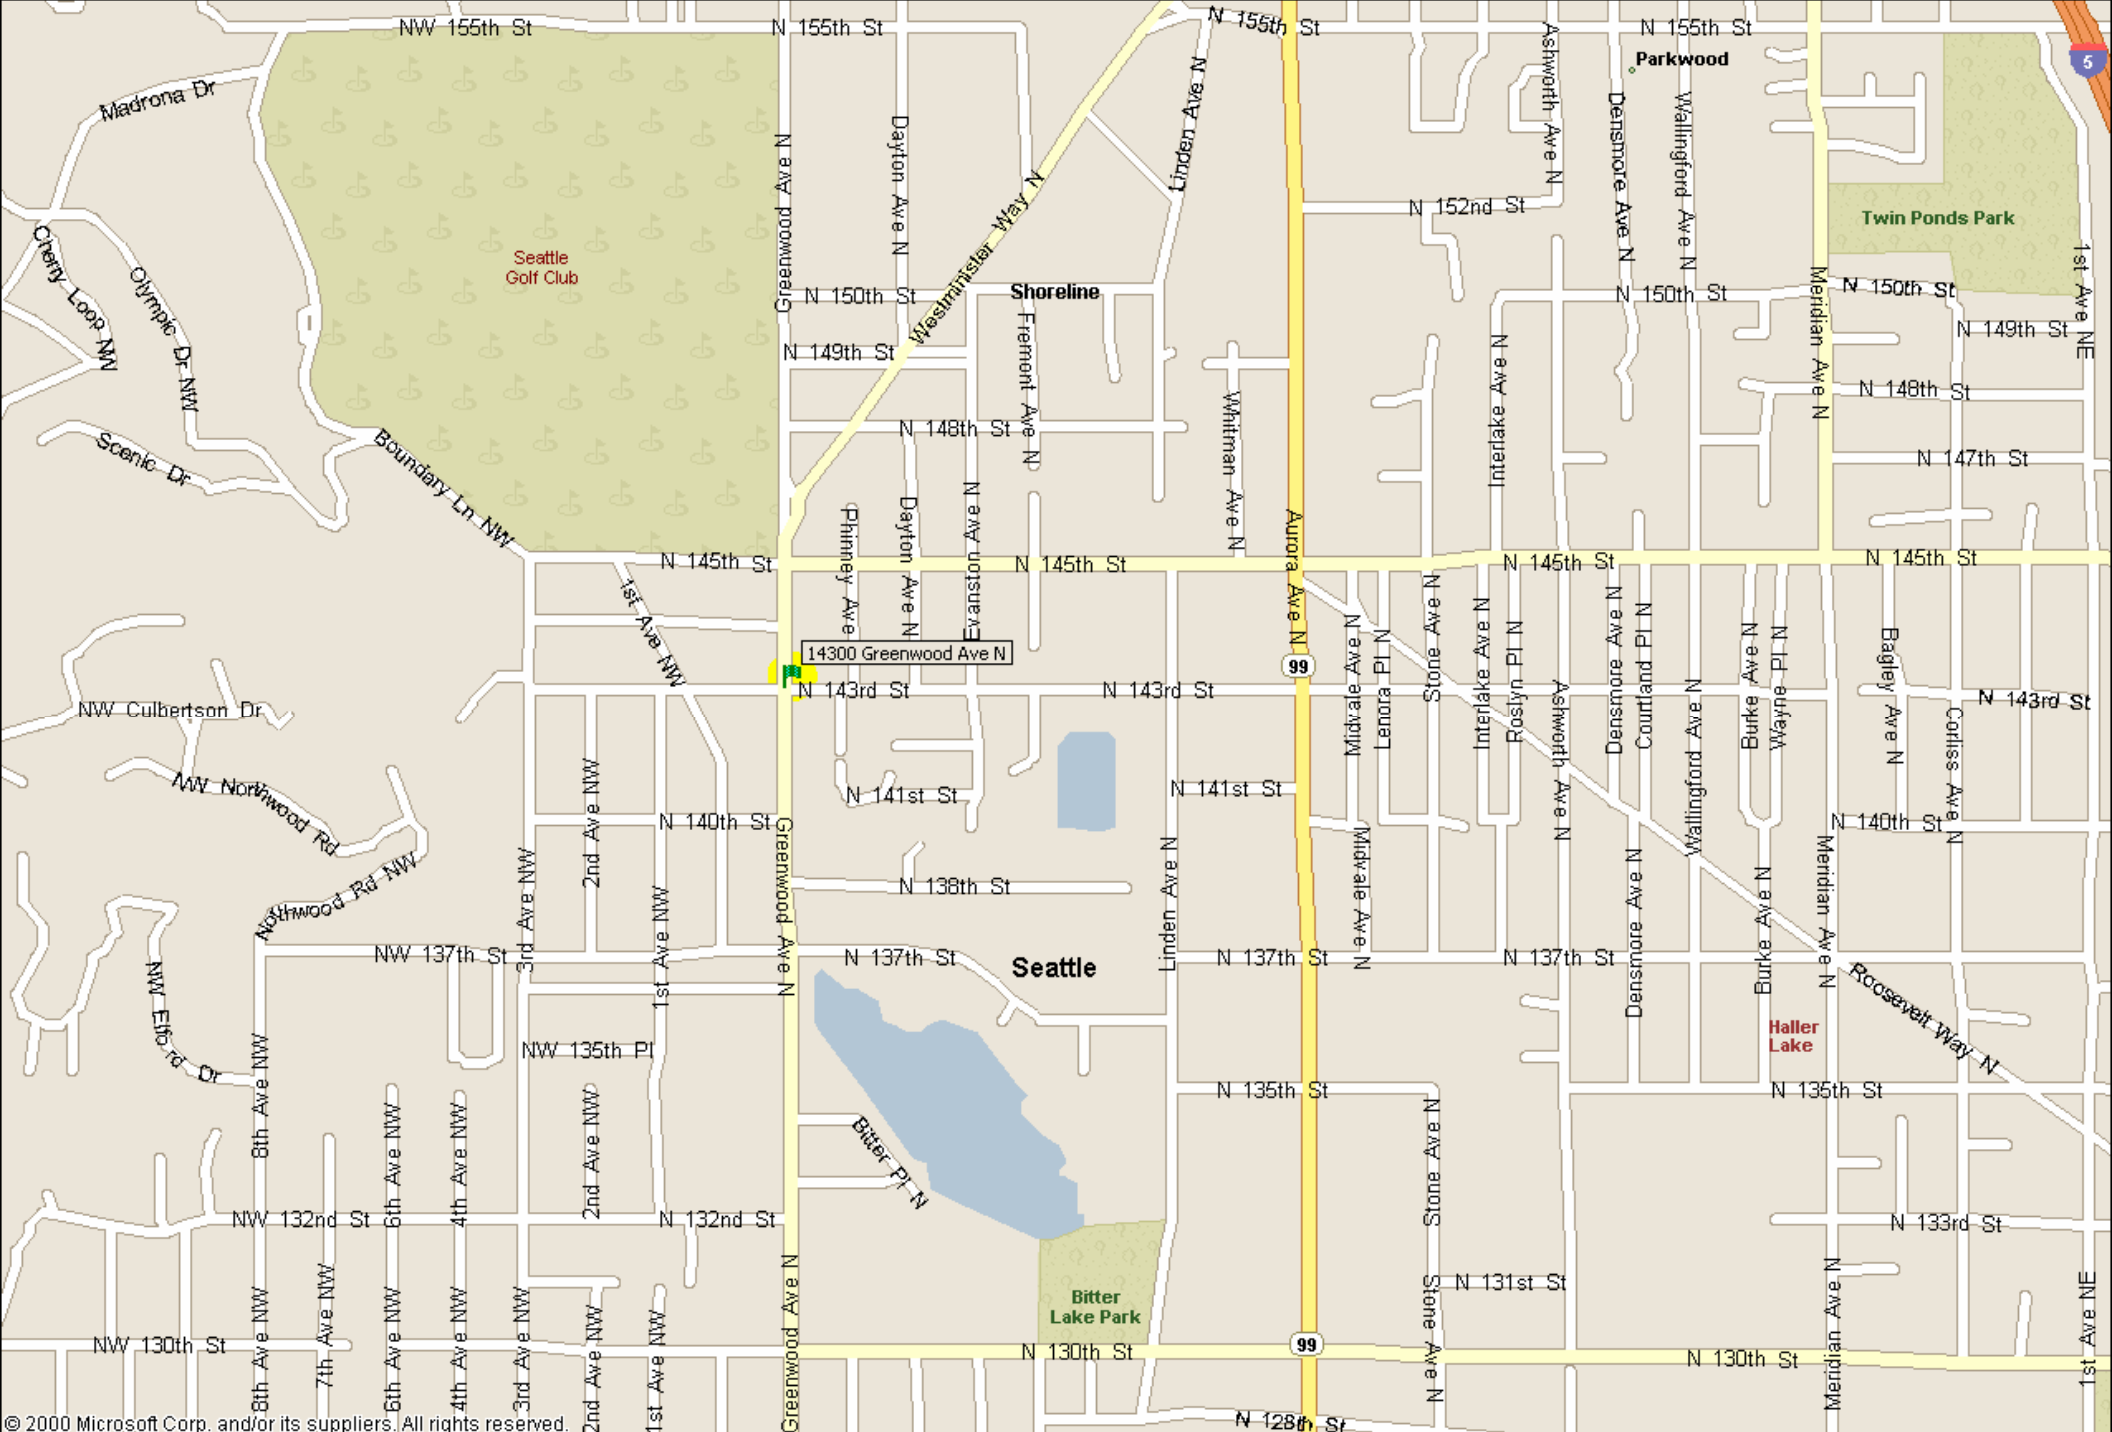 NW 155th St
N 155th St
N 155th St
N 155th St
Parkwood
5
Madrona Dr
Greenwood Ave N
Dayton Ave N
Linden Ave N
Ashworth Ave N
Densmore Ave N
Wallingford Ave N
Westminister Way N
N 152nd St
Twin Ponds Park
Seattle
Golf Club
Cherry Loop NW
Olympic Dr NW
N 150th St
Shoreline
N 150th St
N 150th St
1st Ave NE
N 149th St
N 149th St
Fremont Ave N
Meridian Ave N
Interlake Ave N
Whitman Ave N
N 148th St
N 148th St
Scenic Dr
Boundary Ln NW
N 147th St
Phinney Ave
Dayton Ave N
Evanston Ave N
Aurora Ave N
N 145th St
N 145th St
N 145th St
N 145th St
1st Ave NW
14300 Greenwood Ave N
99
Midvale Ave N
Lenora Pl N
Stone Ave N
Interlake Ave N
Roslyn Pl N
Ashworth Ave N
Densmore Ave N
Courtland Pl N
Wallingford Ave N
Burke Ave N
Wayne Pl N
Bagley Ave N
Corliss Ave N
N 143rd St
N 143rd St
N 143rd St
NW Culbertson Dr
NW Northwood Rd
2nd Ave NW
N 141st St
N 141st St
N 140th St
N 140th St
Greenwood Ave N
Linden Ave N
Midvale Ave N
Meridian Ave N
Densmore Ave N
Burke Ave N
Northwood Rd NW
3rd Ave NW
1st Ave NW
N 138th St
NW 137th St
N 137th St
N 137th St
N 137th St
Seattle
Roosevelt Way N
NW Elford Dr
Haller
Lake
8th Ave NW
NW 135th Pl
N 135th St
N 135th St
6th Ave NW
4th Ave NW
2nd Ave NW
Bitter Pl N
Stone Ave N
NW 132nd St
N 132nd St
N 133rd St
Greenwood Ave N
Bitter
Lake Park
Stone Ave N
N 131st St
Meridian Ave N
1st Ave NE
NW 130th St
8th Ave NW
7th Ave NW
6th Ave NW
4th Ave NW
3rd Ave NW
2nd Ave NW
1st Ave NW
N 130th St
99
N 130th St
N 128th St
© 2000 Microsoft Corp. and/or its suppliers. All rights reserved.